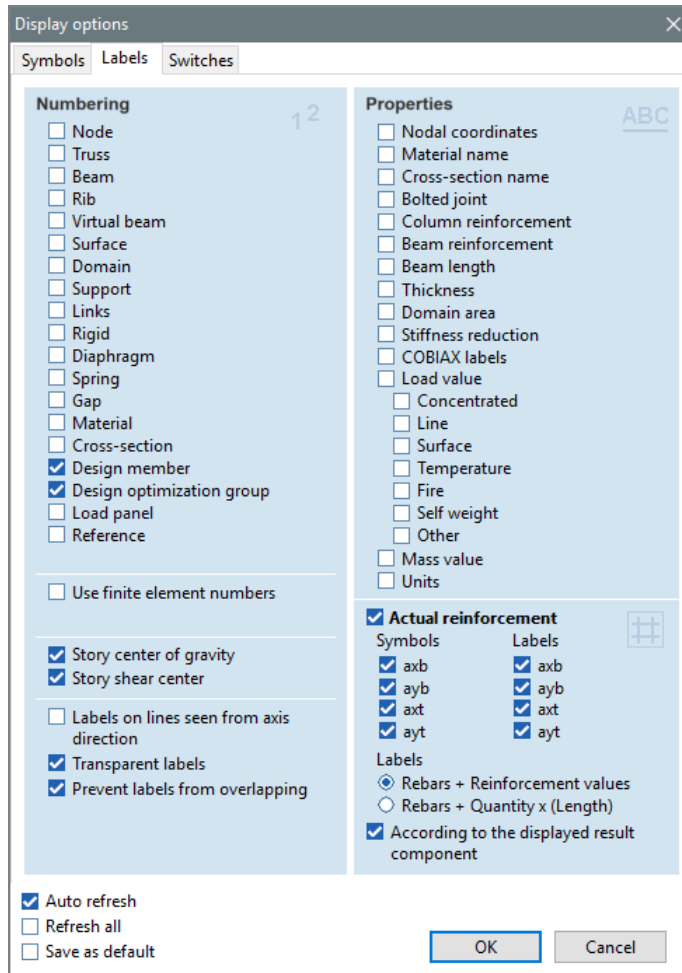 Display options
Symbols Labels Switches
Numbering
1 2
Node
Truss
Beam
Rib
Virtual beam
Surface
Domain
Support
Links
Rigid
Diaphragm
Spring
Gap
Material
Cross-section
Design member
Design optimization group
Load panel
Reference
Use finite element numbers
Story center of gravity
Story shear center
Labels on lines seen from axis
direction
Transparent labels
Prevent labels from overlapping
Properties
ABC
Nodal coordinates
Material name
Cross-section name
Bolted joint
Column reinforcement
Beam reinforcement
Beam length
Thickness
Domain area
Stiffness reduction
COBIAX labels
Load value
Concentrated
Line
Surface
Temperature
Fire
Self weight
Other
Mass value
Units
Actual reinforcement
Symbols Labels
axb axb
ayb ayb
axt axt
ayt ayt
Labels
Rebars + Reinforcement values
Rebars + Quantity x (Length)
According to the displayed result
component
Auto refresh
Refresh all
Save as default
OK Cancel